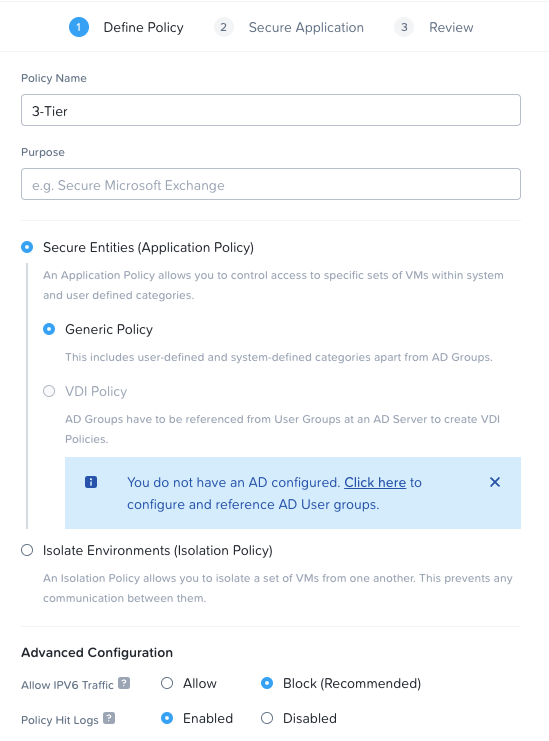 1 Define Policy 2 Secure Application 3 Review
Policy Name
3-Tier
Purpose
e.g. Secure Microsoft Exchange
Secure Entities (Application Policy)
An Application Policy allows you to control access to specific sets of VMs within system
and user defined categories.
Generic Policy
This includes user-defined and system-defined categories apart from AD Groups.
VDI Policy
AD Groups have to be referenced from User Groups at an AD Server to create VDI
Policies.
You do not have an AD configured. Click here to
configure and reference AD User groups.
Isolate Environments (Isolation Policy)
An Isolation Policy allows you to isolate a set of VMs from one another. This prevents any
communication between them.
Advanced Configuration
Allow IPV6 Traffic ? Allow Block (Recommended)
Policy Hit Logs ? Enabled Disabled